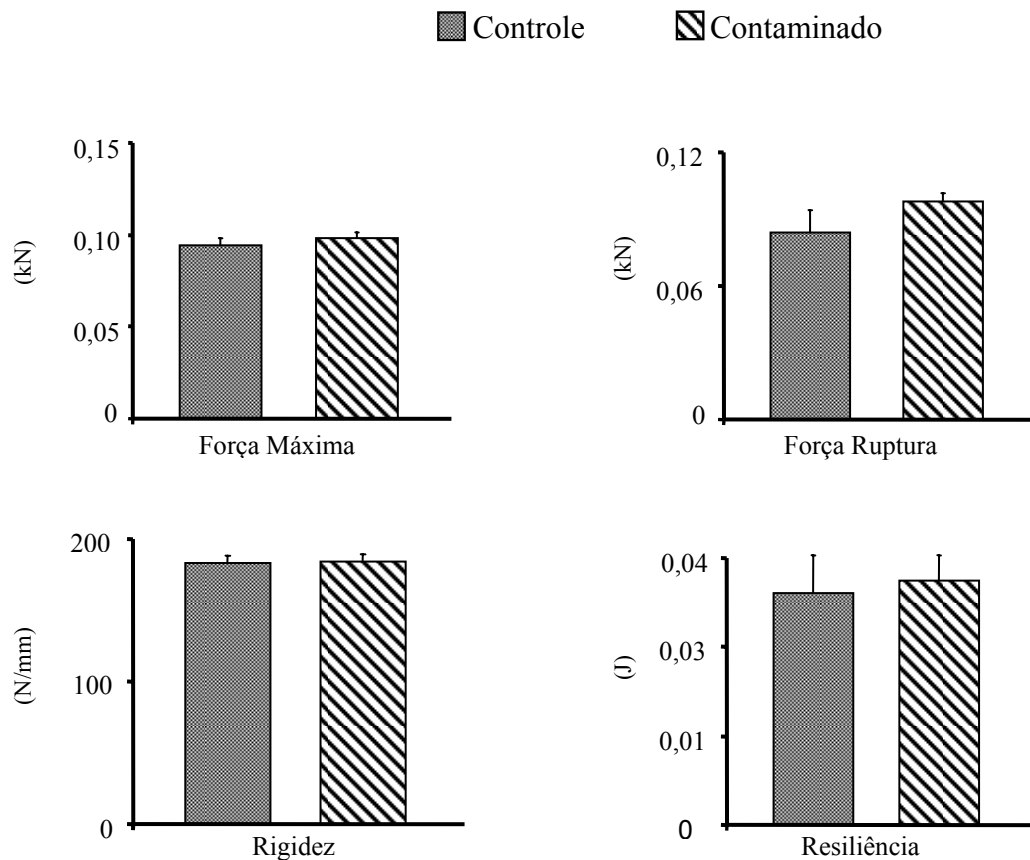 Controle
Contaminado
0,15
0,10
0,05
0
(kN)
Força Máxima
0,12
0,06
0
(kN)
Força Ruptura
200
100
0
(N/mm)
Rigidez
0,04
0,03
0,01
0
(J)
Resiliência